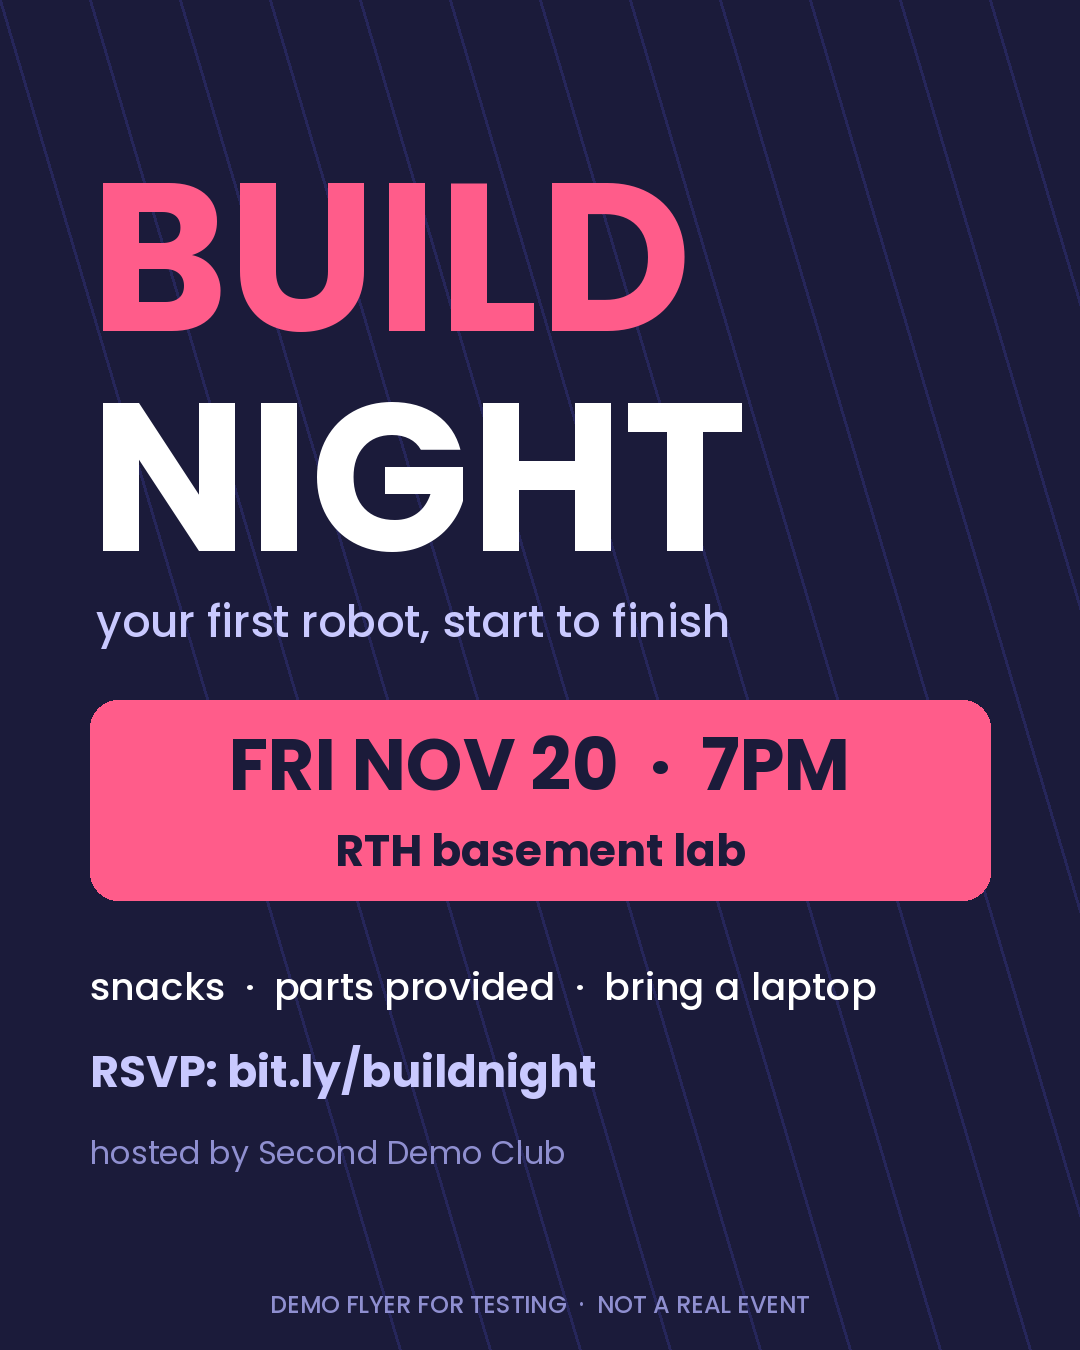 BUILD
NIGHT
your first robot, start to finish
FRI NOV 20 · 7PM
RTH basement lab
snacks · parts provided · bring a laptop
RSVP: bit.ly/buildnight
hosted by Second Demo Club
DEMO FLYER FOR TESTING · NOT A REAL EVENT